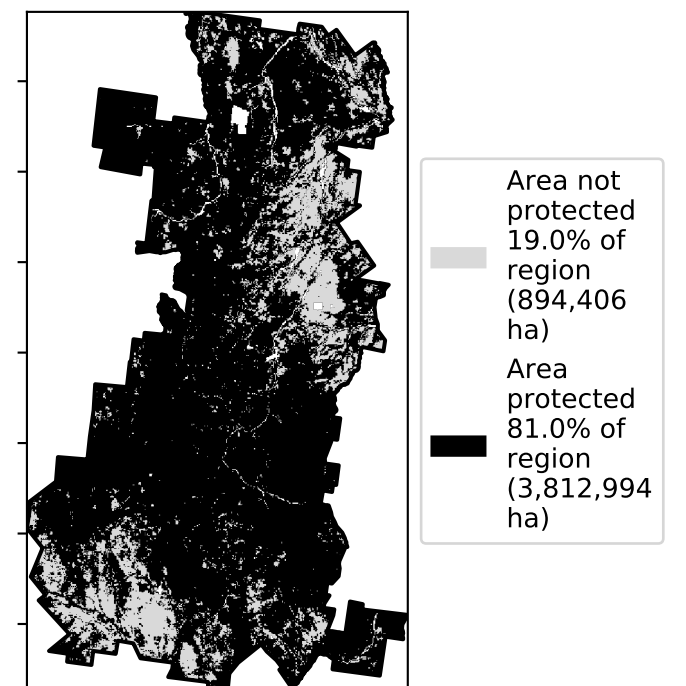 Area not
protected
19.0% of
region
(894,406
ha)
Area
protected
81.0% of
region
(3,812,994
ha)